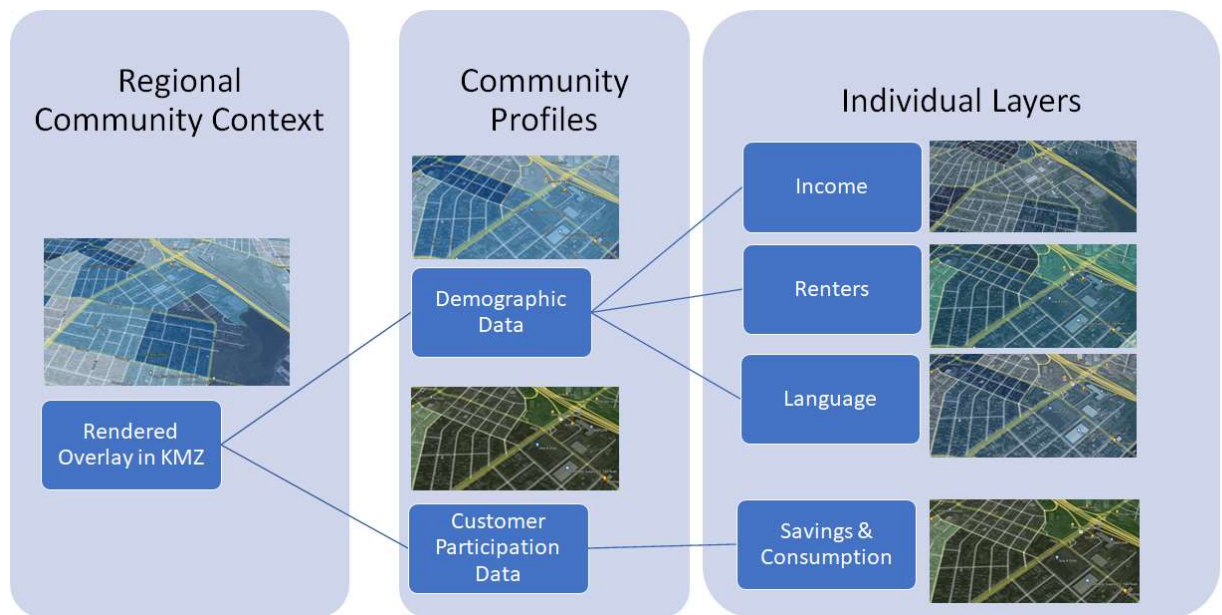 Regional
Community Context
Rendered
Overlay in KMZ
Community
Profiles
Demographic
Data
Customer
Participation
Data
Individual Layers
Income
Renters
Language
Savings &
Consumption